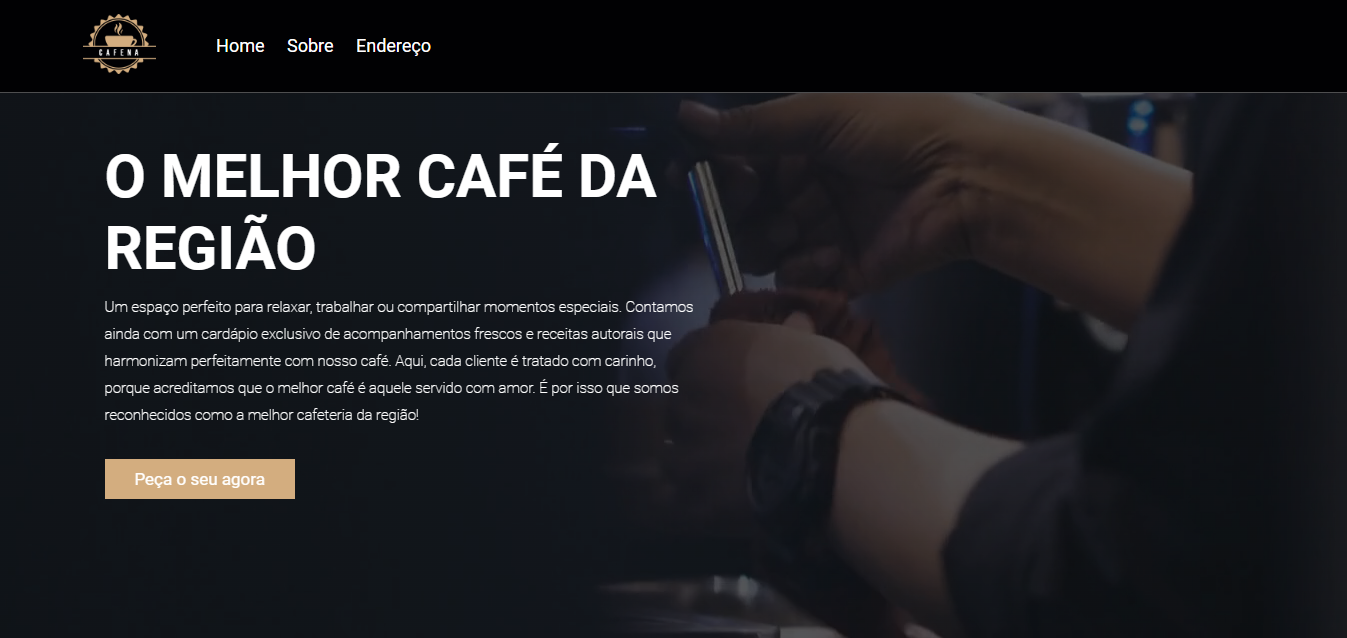 CAFENA
Home Sobre Endereço
O MELHOR CAFÉ DA
REGIÃO
Um espaço perfeito para relaxar, trabalhar ou compartilhar momentos especiais. Contamos
ainda com um cardápio exclusivo de acompanhamentos frescos e receitas autorais que
harmonizam perfeitamente com nosso café. Aqui, cada cliente é tratado com carinho,
porque acreditamos que o melhor café é aquele servido com amor. É por isso que somos
reconhecidos como a melhor cafeteria da região!
Peça o seu agora